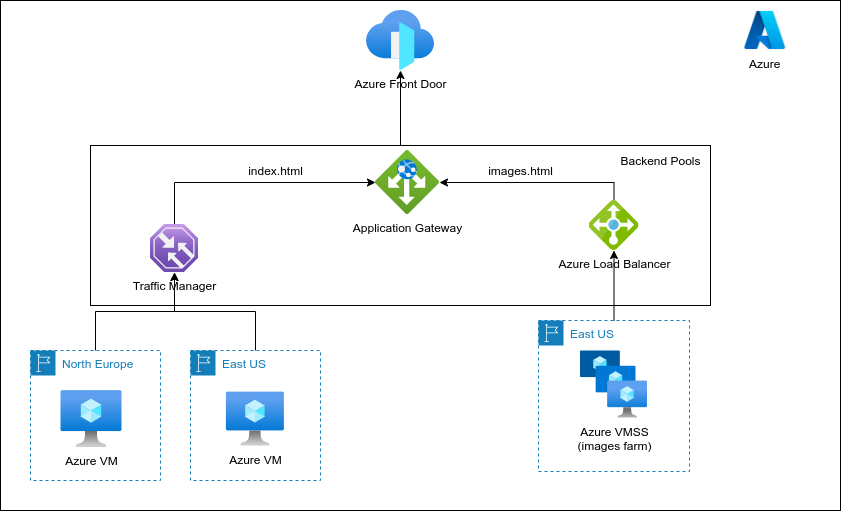 Azure Front Door
Azure
Backend Pools
index.html
images.html
Application Gateway
Traffic Manager
Azure Load Balancer
North Europe
East US
East US
Azure VM
Azure VM
Azure VMSS
(images farm)